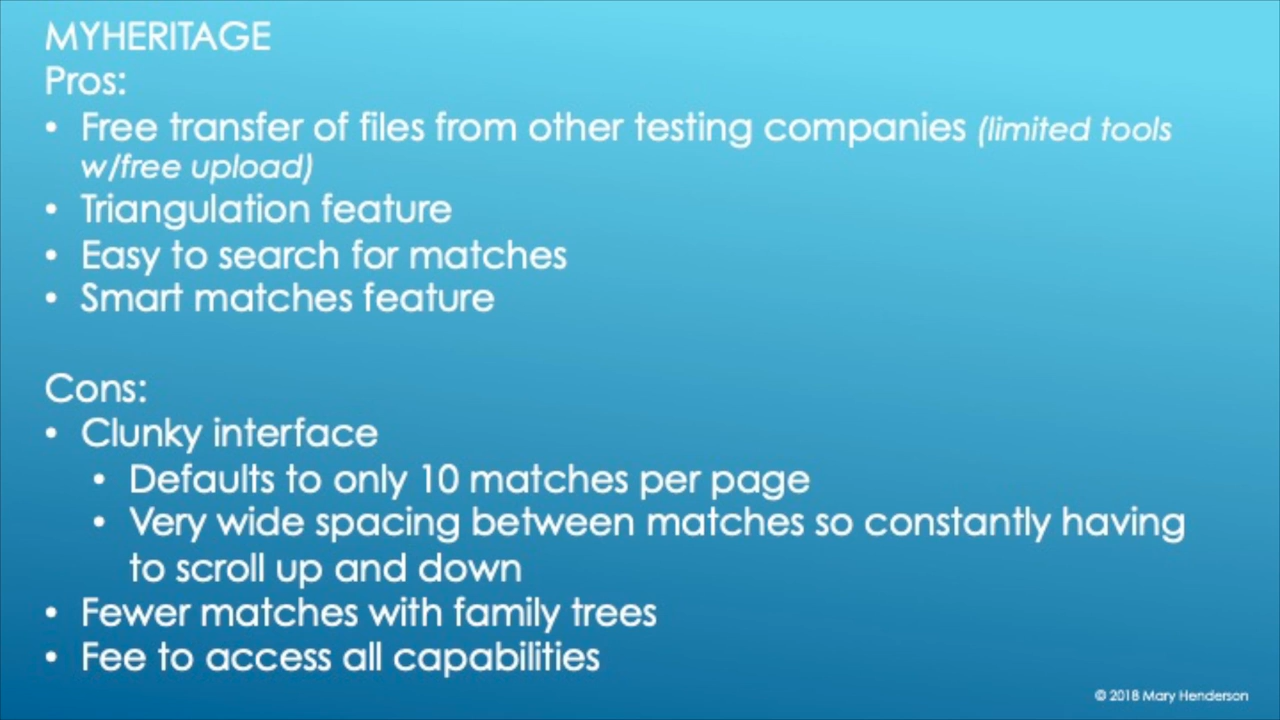 MYHERITAGE
Pros:
• Free transfer of files from other testing companies (limited tools
w/free upload)
• Triangulation feature
• Easy to search for matches
• Smart matches feature
Cons:
• Clunky interface
• Defaults to only 10 matches per page
• Very wide spacing between matches so constantly having
to scroll up and down
• Fewer matches with family trees
• Fee to access all capabilities
© 2018 Mary Henderson